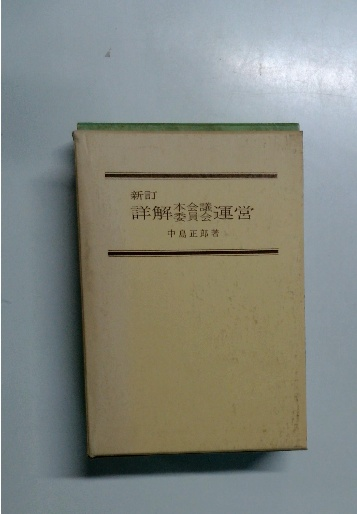 新訂
詳解本会議委員会運営
中島正郎著